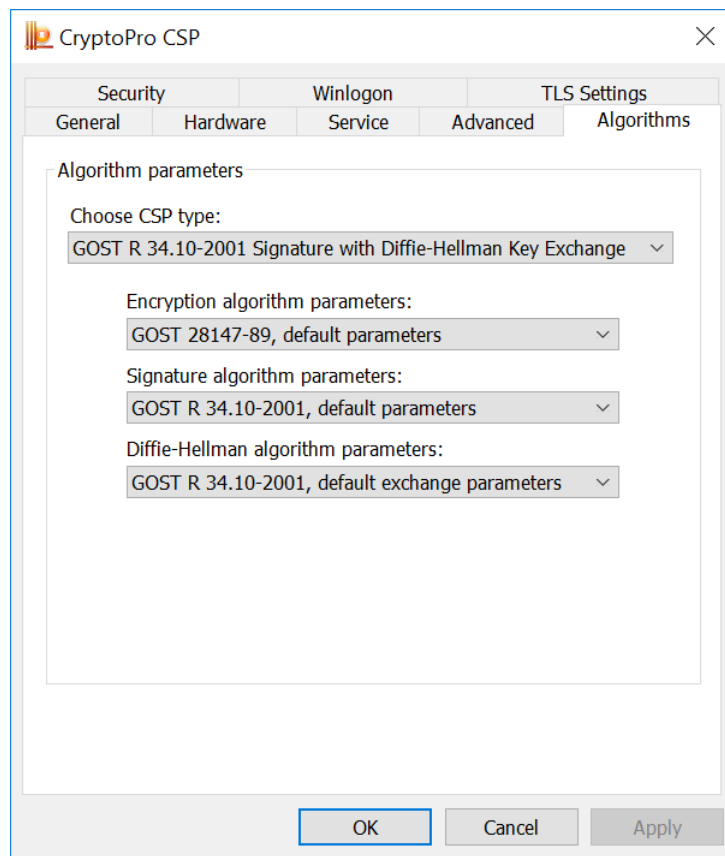 CryptoPro CSP
Security Winlogon TLS Settings
General Hardware Service Advanced Algorithms
Algorithm parameters
Choose CSP type:
GOST R 34.10-2001 Signature with Diffie-Hellman Key Exchange
Encryption algorithm parameters:
GOST 28147-89, default parameters
Signature algorithm parameters:
GOST R 34.10-2001, default parameters
Diffie-Hellman algorithm parameters:
GOST R 34.10-2001, default exchange parameters
OK Cancel Apply